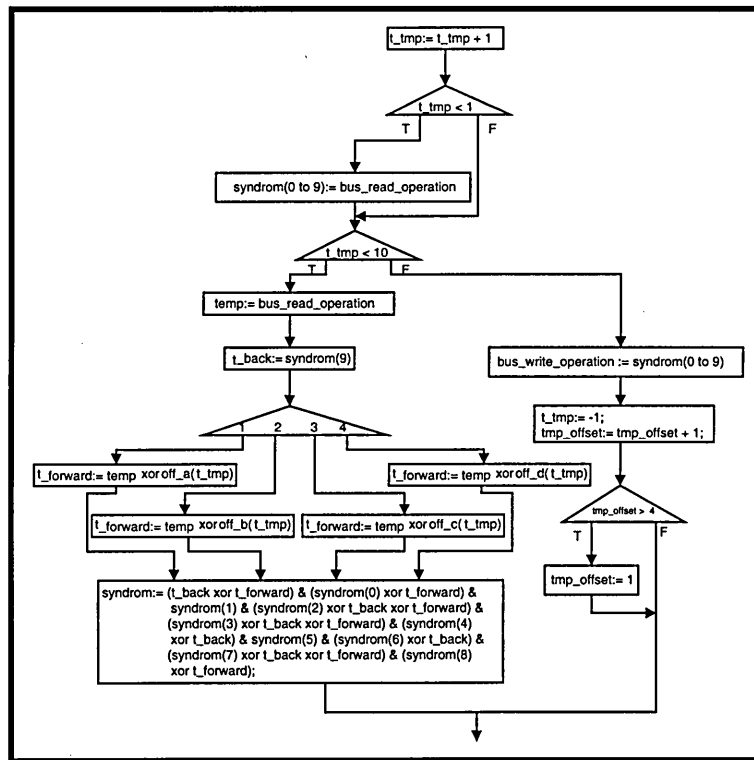 t_tmp:= t_tmp + 1
t_tmp < 1
T F
syndrom(0 to 9):= bus_read_operation
t_tmp < 10
T F
temp:= bus_read_operation
t_back:= syndrom(9)
bus_write_operation := syndrom(0 to 9)
t_tmp:= -1;
tmp_offset:= tmp_offset + 1;
1 2 3 4
t_forward:= temp xor off_a(t_tmp)
t_forward:= temp xor off_d(t_tmp)
t_forward:= temp xor off_b(t_tmp)
t_forward:= temp xor off_c(t_tmp)
tmp_offset > 4
T F
tmp_offset:= 1
syndrom:= (t_back xor t_forward) & (syndrom(0) xor t_forward) &
syndrom(1) & (syndrom(2) xor t_back xor t_forward) &
(syndrom(3) xor t_back xor t_forward) & (syndrom(4)
xor t_back) & syndrom(5) & (syndrom(6) xor t_back) &
(syndrom(7) xor t_back xor t_forward) & (syndrom(8)
xor t_forward);